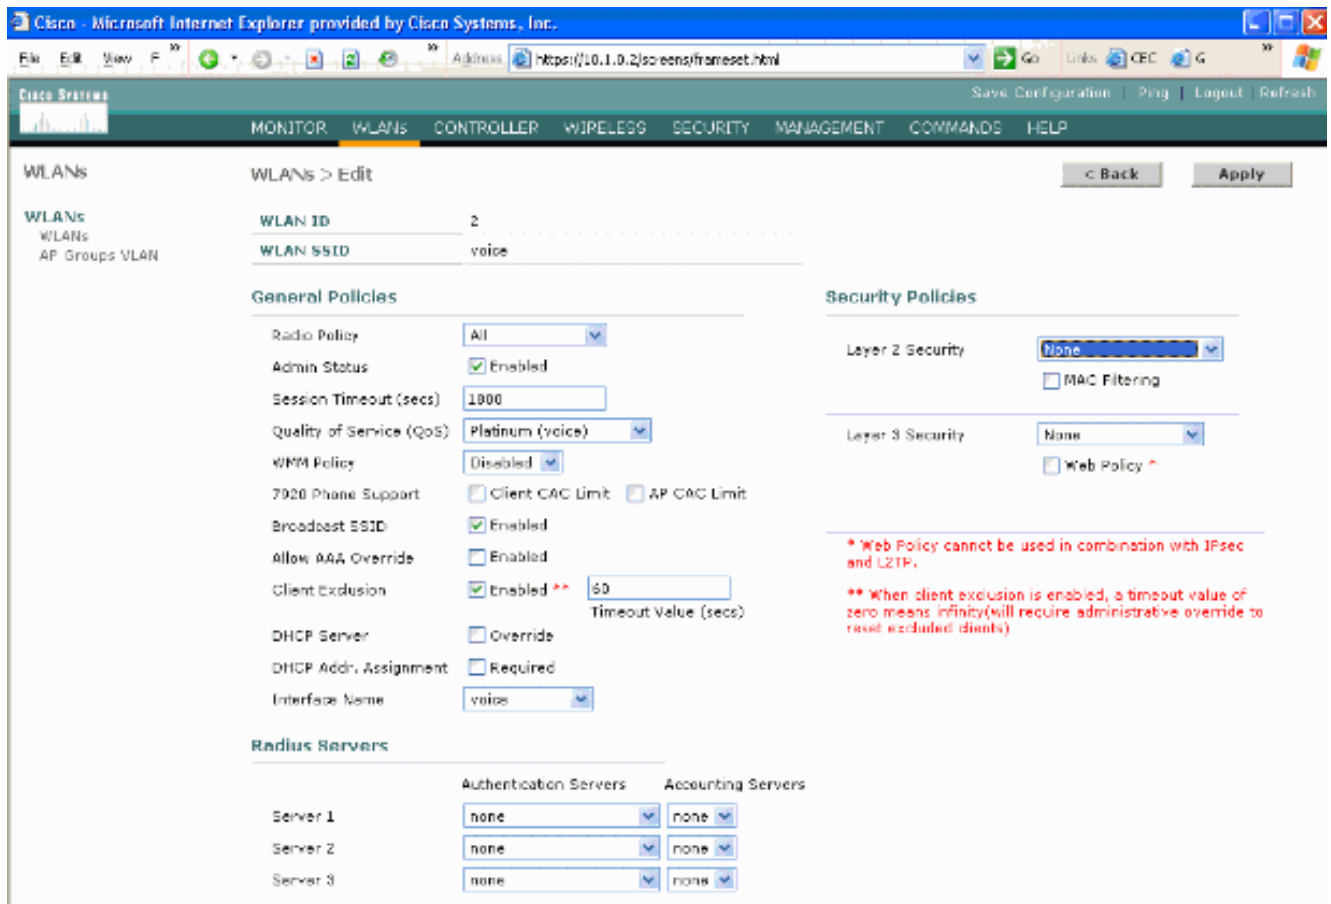 Cisco - Microsoft Internet Explorer provided by Cisco Systems, Inc.
File Edit View F » Address https://10.1.0.2/screens/frameset.html Go Links CEC G »
Cisco Systems
Save Configuration | Ping | Logout | Refresh
MONITOR WLANs CONTROLLER WIRELESS SECURITY MANAGEMENT COMMANDS HELP
WLANs
WLANs > Edit
< Back
Apply
WLANs
WLANs
AP Groups VLAN
WLAN ID 2
WLAN SSID voice
General Policies
Radio Policy All
Admin Status Enabled
Session Timeout (secs) 1800
Quality of Service (QoS) Platinum (voice)
WMM Policy Disabled
7920 Phone Support Client CAC Limit AP CAC Limit
Broadcast SSID Enabled
Allow AAA Override Enabled
Client Exclusion Enabled ** 60
Timeout Value (secs)
DHCP Server Override
DHCP Addr. Assignment Required
Interface Name voice
Security Policies
Layer 2 Security None
MAC Filtering
Layer 3 Security None
Web Policy *
* Web Policy cannot be used in combination with IPsec
and L2TP.
** When client exclusion is enabled, a timeout value of
zero means infinity(will require administrative override to
reset excluded clients)
Radius Servers
Authentication Servers Accounting Servers
Server 1 none none
Server 2 none none
Server 3 none none